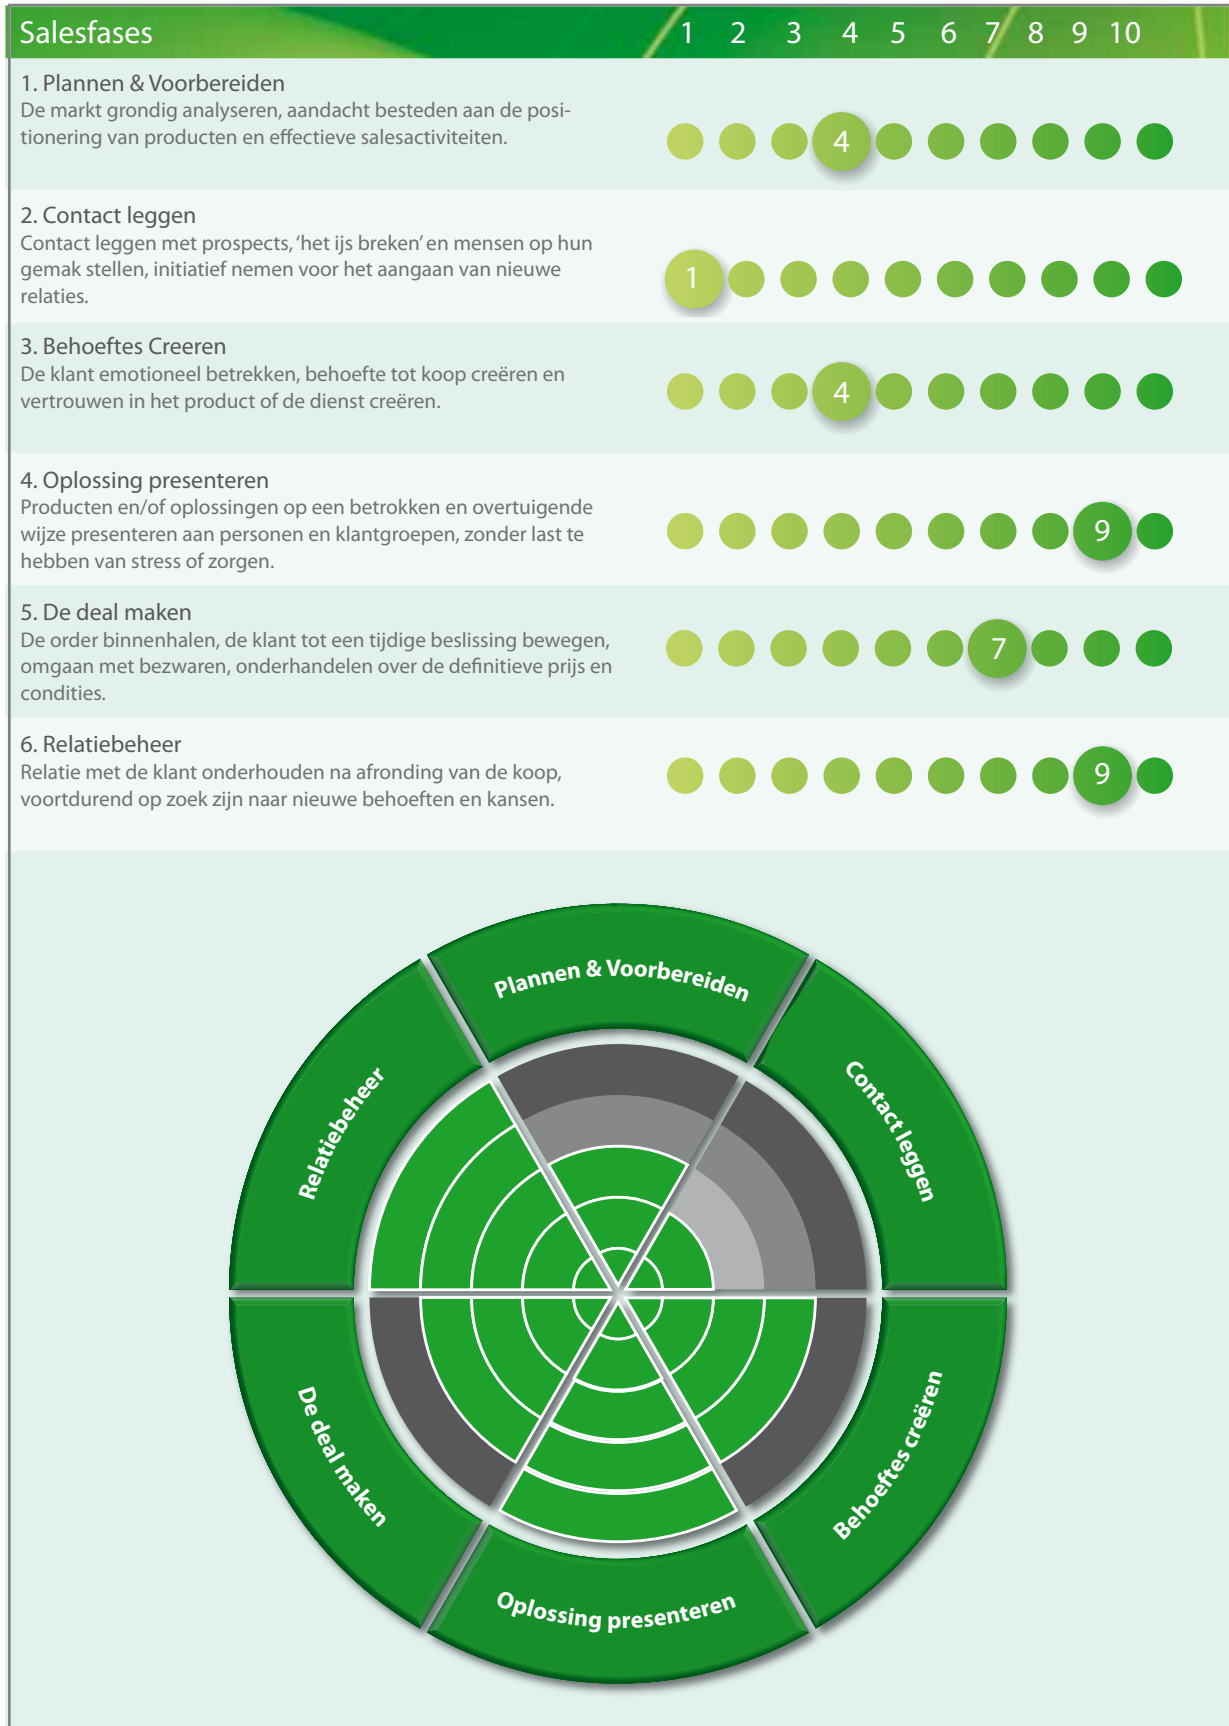 Salesfases 1 2 3 4 5 6 7 8 9 10
1. Plannen & Voorbereiden
De markt grondig analyseren, aandacht besteden aan de posi-
tionering van producten en effectieve salesactiviteiten.
4
2. Contact leggen
Contact leggen met prospects, ‘het ijs breken’ en mensen op hun
gemak stellen, initiatief nemen voor het aangaan van nieuwe
relaties.
1
3. Behoeftes Creeren
De klant emotioneel betrekken, behoefte tot koop creëren en
vertrouwen in het product of de dienst creëren.
4
4. Oplossing presenteren
Producten en/of oplossingen op een betrokken en overtuigende
wijze presenteren aan personen en klantgroepen, zonder last te
hebben van stress of zorgen.
9
5. De deal maken
De order binnenhalen, de klant tot een tijdige beslissing bewegen,
omgaan met bezwaren, onderhandelen over de definitieve prijs en
condities.
7
6. Relatiebeheer
Relatie met de klant onderhouden na afronding van de koop,
voortdurend op zoek zijn naar nieuwe behoeften en kansen.
9
Plannen & Voorbereiden
Contact leggen
Behoeftes creëren
Oplossing presenteren
De deal maken
Relatiebeheer